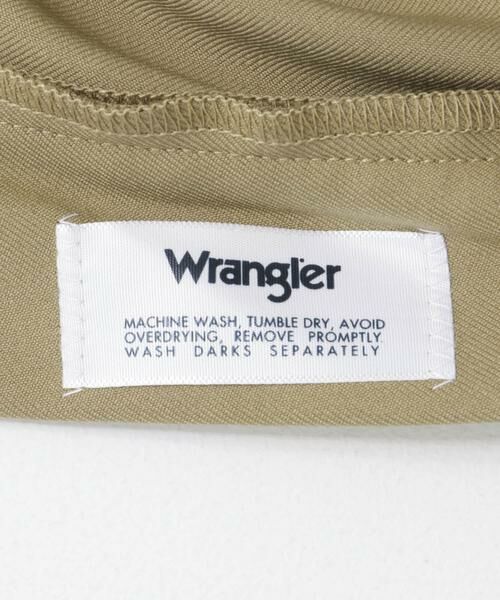 Wrangler
MACHINE WASH, TUMBLE DRY, AVOID
OVERDRYING, REMOVE PROMPTLY.
WASH DARKS SEPARATELY